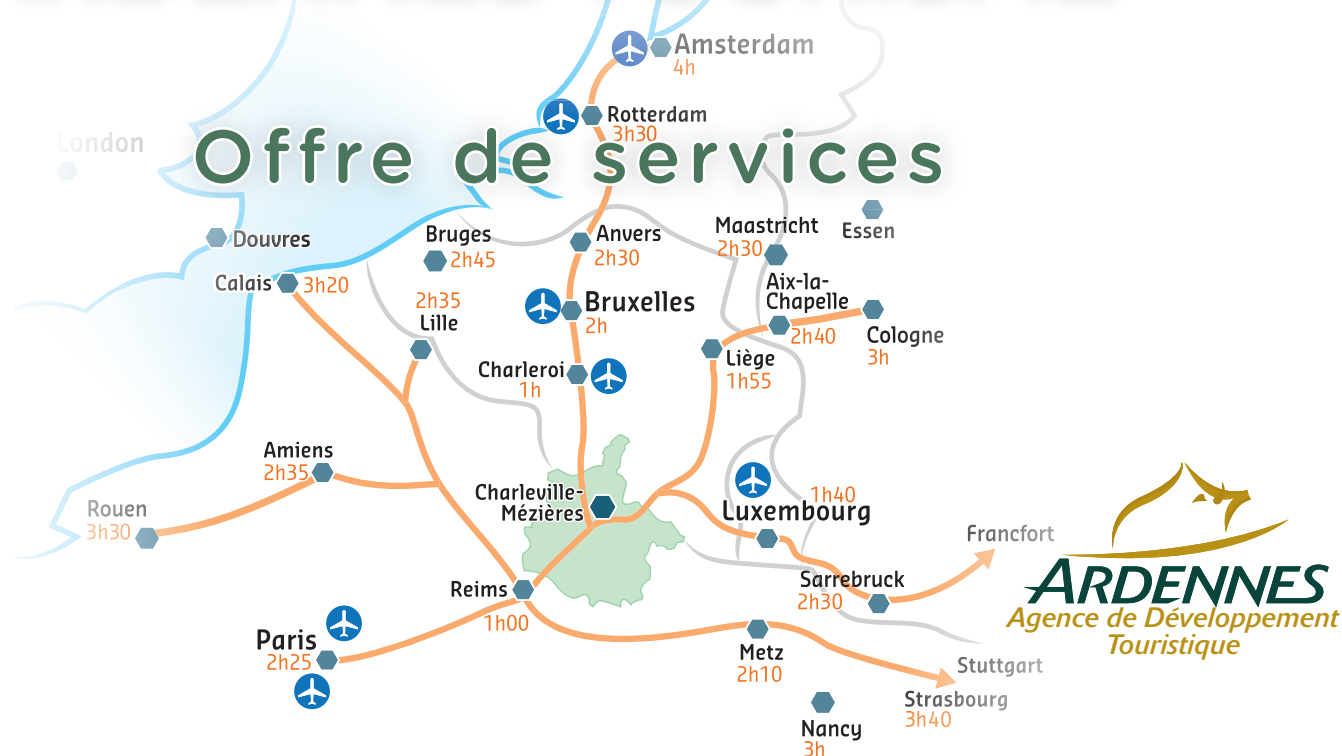 Amsterdam
4h
Rotterdam
3h30
London
Offre de services
Essen
Maastricht
2h30
Douvres
Bruges
2h45
Anvers
2h30
Calais
3h20
Aix-la-
Chapelle
2h40
2h35
Lille
Bruxelles
2h
Cologne
3h
Liège
1h55
Charleroi
1h
Amiens
2h35
Charleville-
Mézières
1h40
Luxembourg
Rouen
3h30
Francfort
Sarrebruck
2h30
Reims
1h00
ARDENNES
Agence de Développement
Touristique
Paris
2h25
Metz
2h10
Stuttgart
Strasbourg
3h40
Nancy
3h